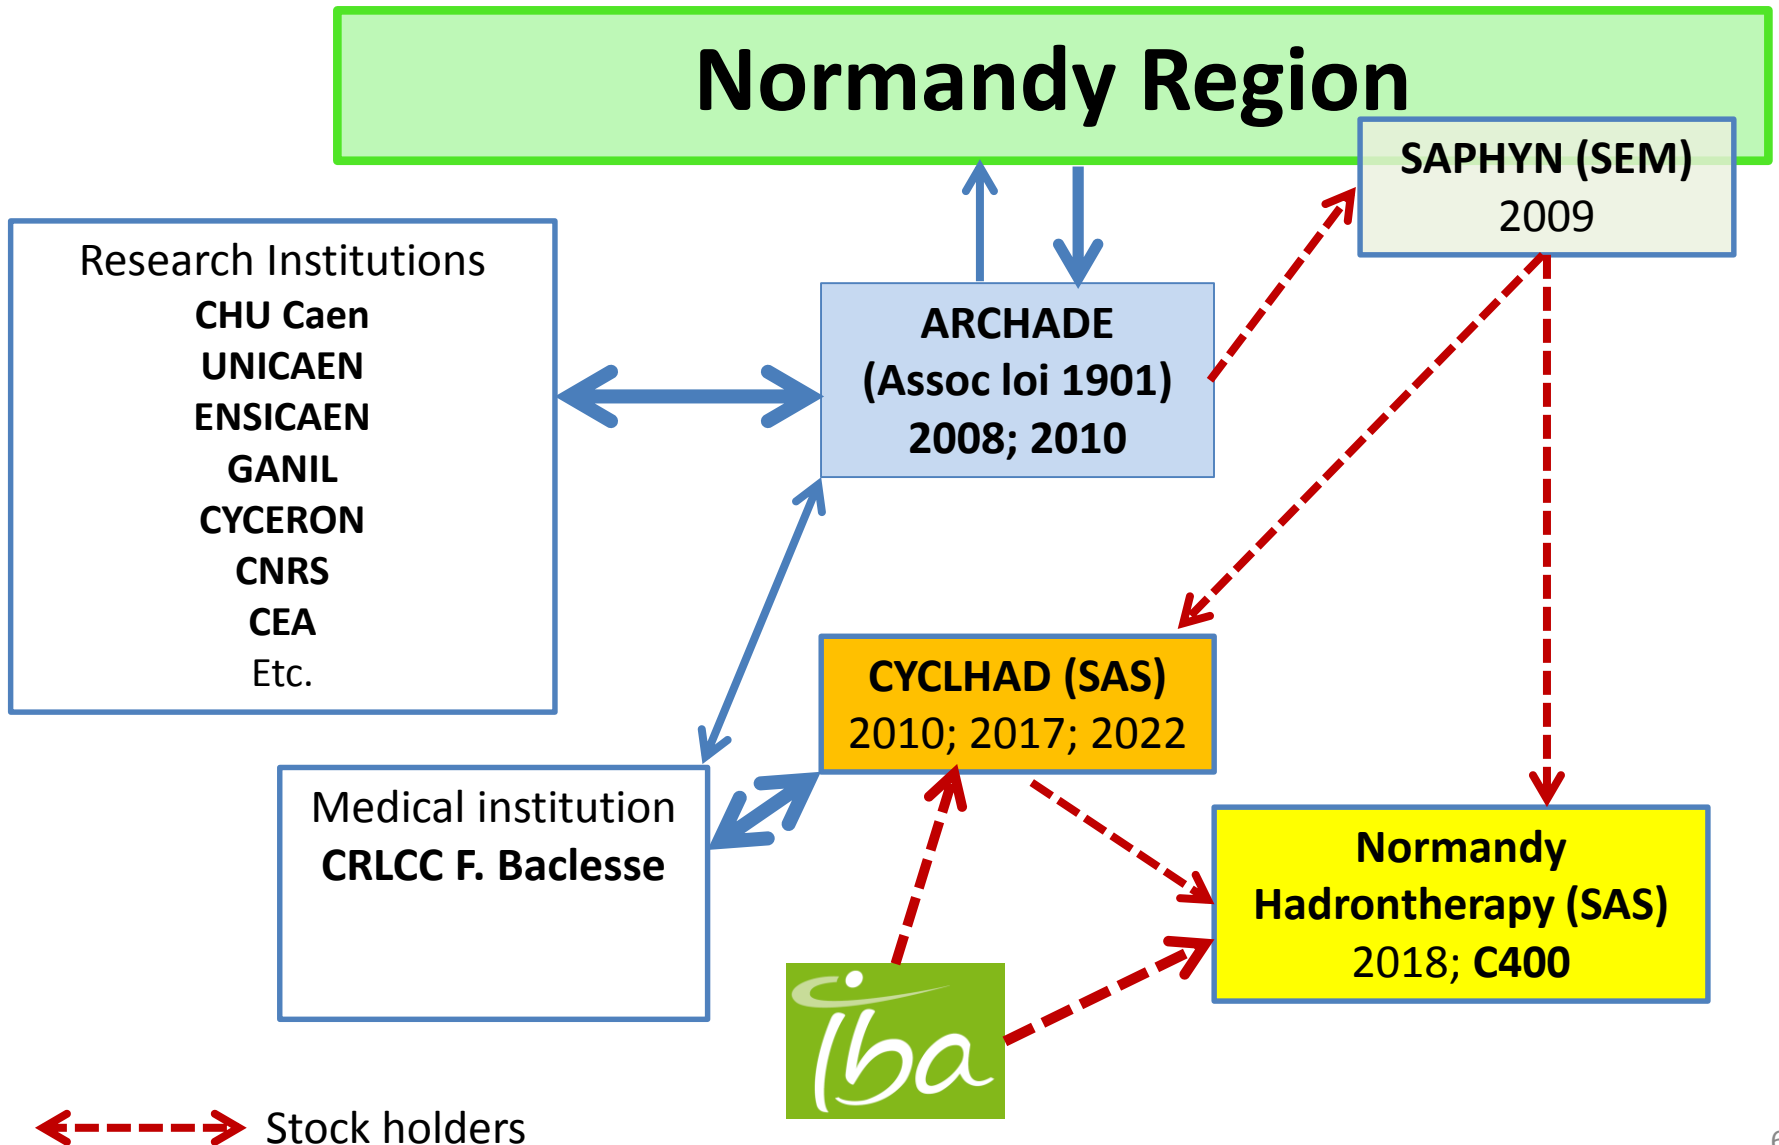 Normandy Region
SAPHYN (SEM)
2009
Research Institutions
CHU Caen
UNICAEN
ENSICAEN
GANIL
CYCERON
CNRS
CEA
Etc.
ARCHADE
(Assoc loi 1901)
2008; 2010
CYCLHAD (SAS)
2010; 2017; 2022
Medical institution
CRLCC F. Baclesse
Normandy
Hadrontherapy (SAS)
2018; C400
iba
Stock holders